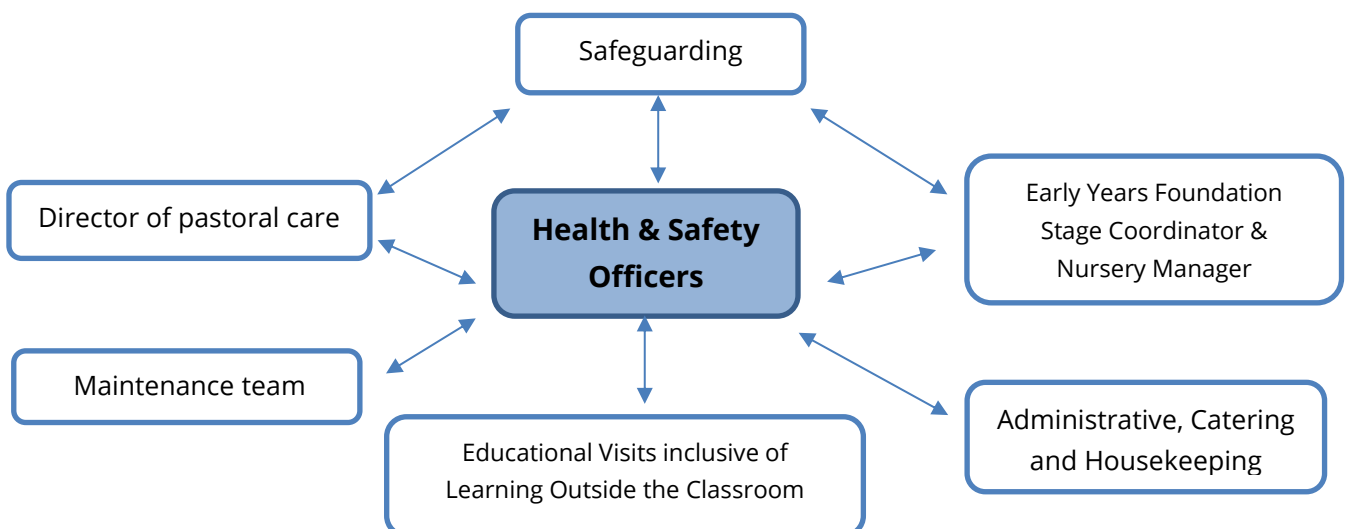 Safeguarding
Director of pastoral care
Health & Safety
Officers
Early Years Foundation
Stage Coordinator &
Nursery Manager
Maintenance team
Educational Visits inclusive of
Learning Outside the Classroom
Administrative, Catering
and Housekeeping